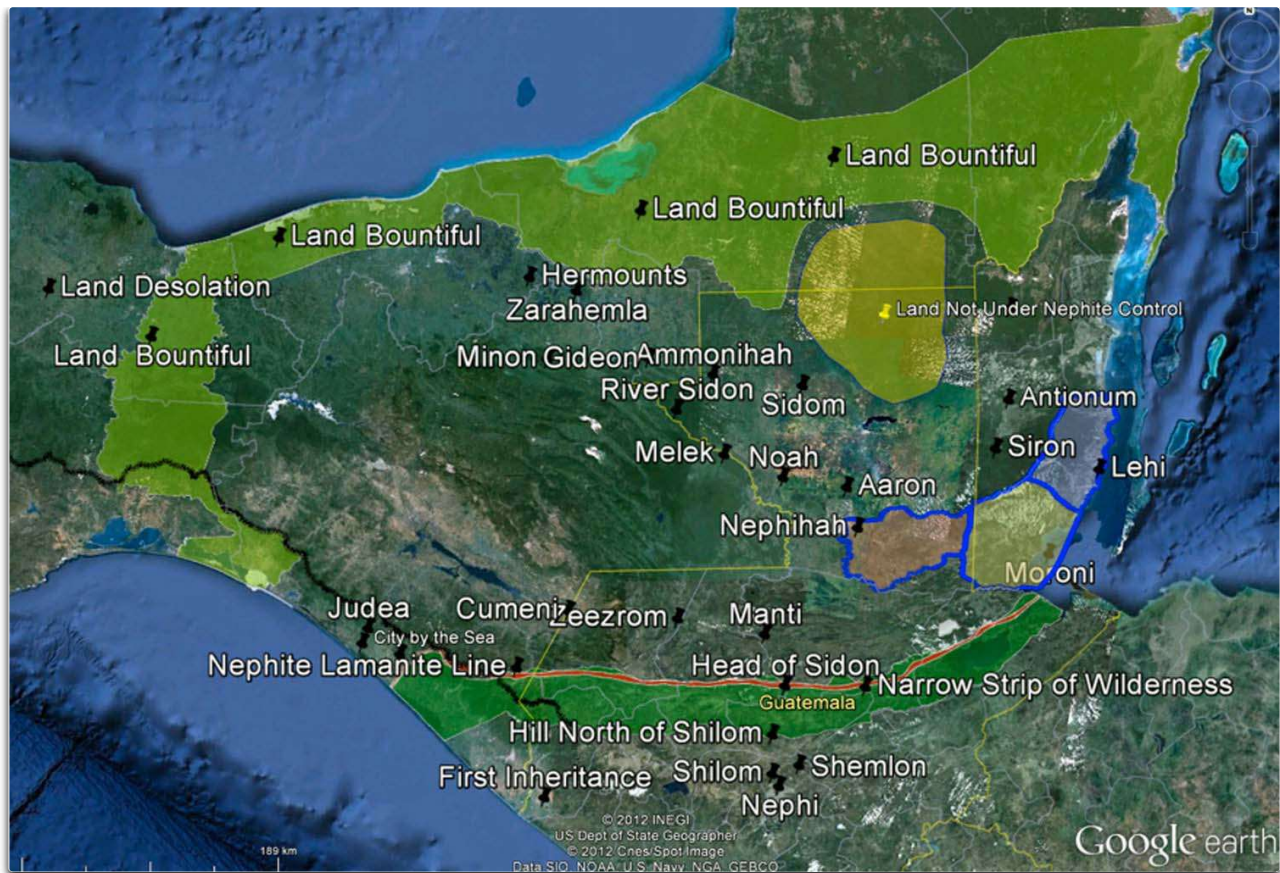 N
Land Bountiful
Land Bountiful
Land Bountiful
Hermounts
Land Desolation
Zarahemla
Land Not Under Nephite Control
Land Bountiful
Minon Gideon Ammonihah
River Sidon
Sidom
Antionum
Melek
Noah
Siron
Lehi
Aaron
Nephihah
Moroni
Judea
Cumeni
Zeezrom
Manti
City by the Sea
Nephite Lamanite Line
Head of Sidon
Narrow Strip of Wilderness
Guatemala
Hill North of Shilom
First Inheritance
Shilom
Shemlon
Nephi
© 2012 INEGI
US Dept of State Geographer
© 2012 Cnes/Spot Image
Data SIO, NOAA, U.S. Navy, NGA, GEBCO
189 km
Google earth